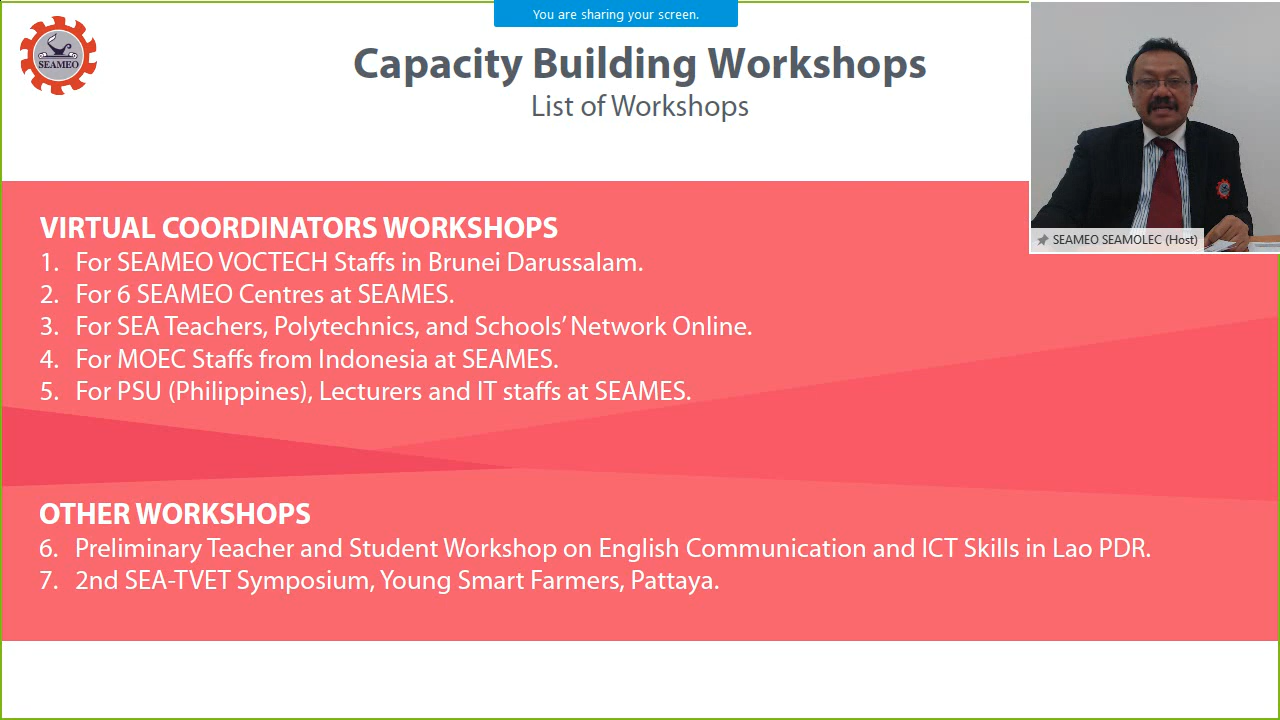 You are sharing your screen.
SEAMEO
Capacity Building Workshops
List of Workshops
SEAMEO SEAMOLEC (Host)
VIRTUAL COORDINATORS WORKSHOPS
1. For SEAMEO VOCTECH Staffs in Brunei Darussalam.
2. For 6 SEAMEO Centres at SEAMES.
3. For SEA Teachers, Polytechnics, and Schools’ Network Online.
4. For MOEC Staffs from Indonesia at SEAMES.
5. For PSU (Philippines), Lecturers and IT staffs at SEAMES.
OTHER WORKSHOPS
6. Preliminary Teacher and Student Workshop on English Communication and ICT Skills in Lao PDR.
7. 2nd SEA-TVET Symposium, Young Smart Farmers, Pattaya.